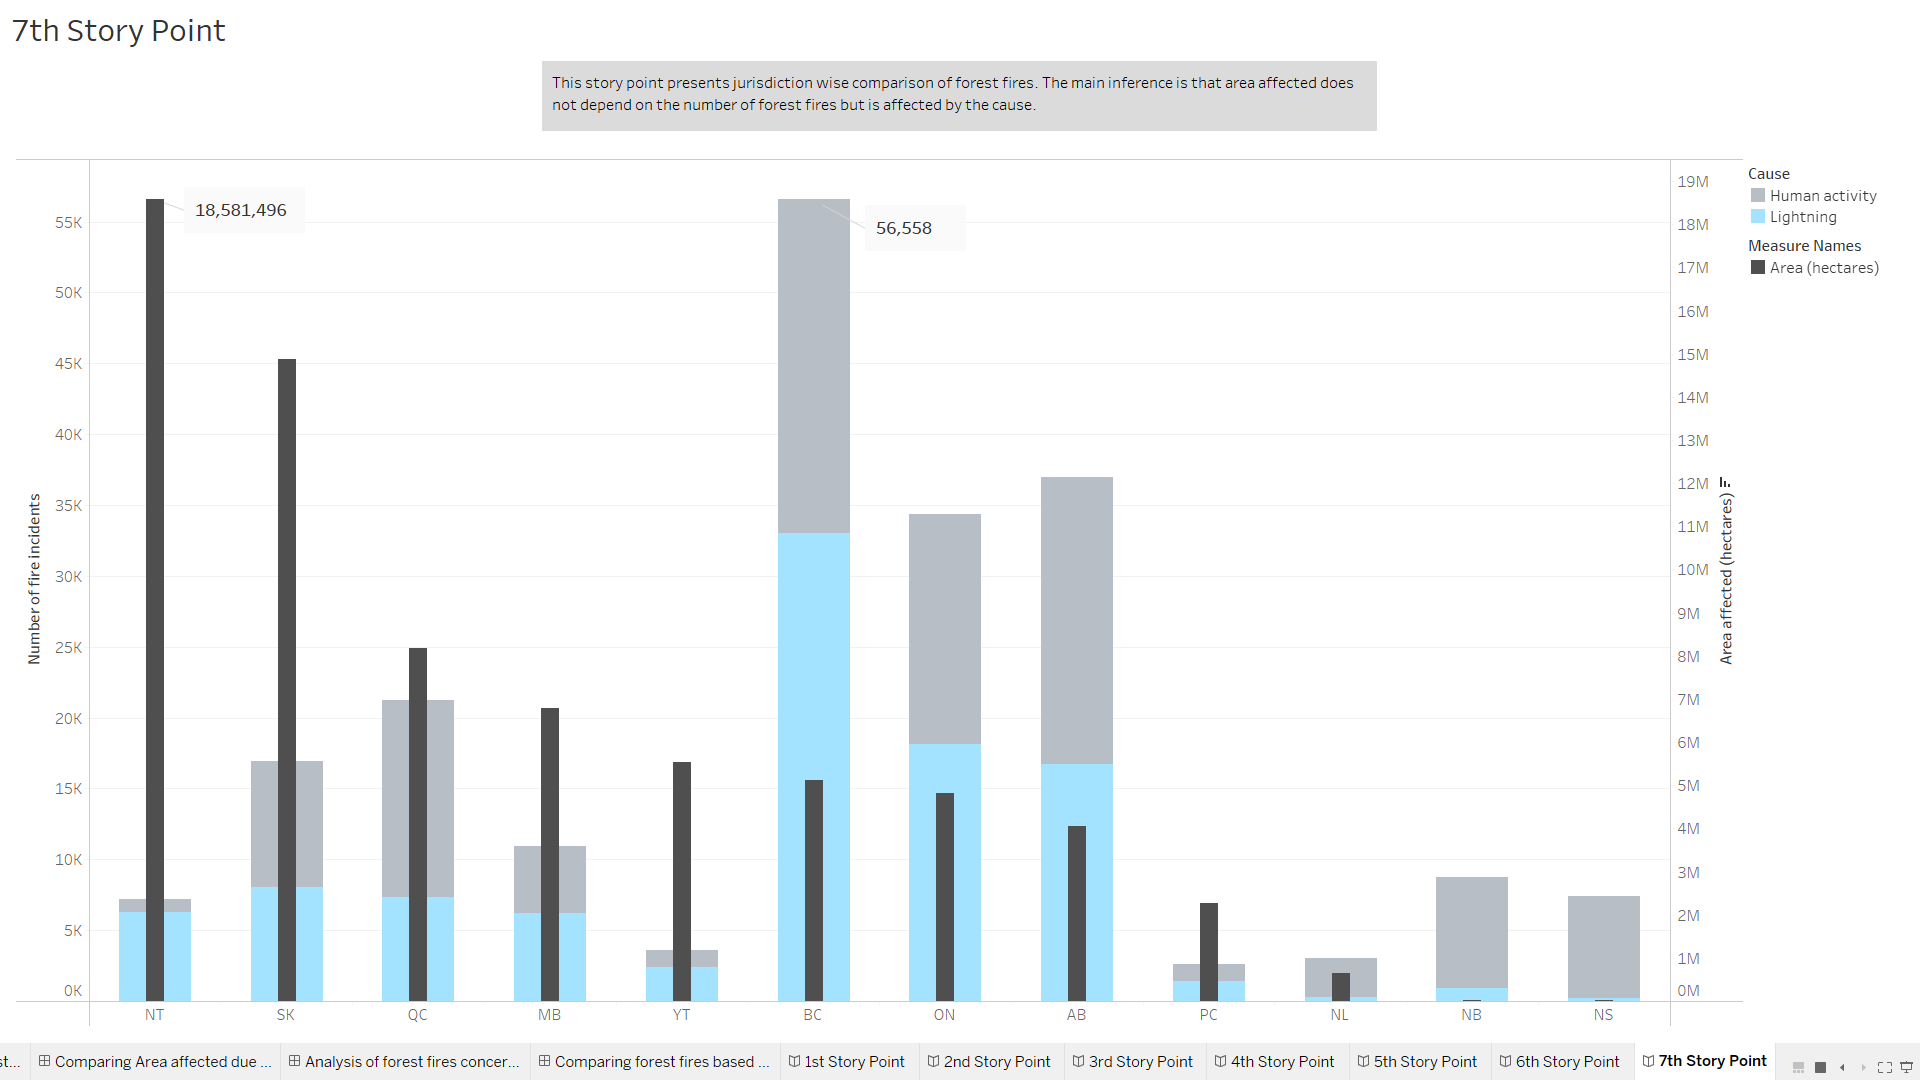 7th Story Point
This story point presents jurisdiction wise comparison of forest fires. The main inference is that area affected does
not depend on the number of forest fires but is affected by the cause.
Cause
Human activity
Lightning
Measure Names
Area (hectares)
18,581,496
56,558
Number of fire incidents
55K
50K
45K
40K
35K
30K
25K
20K
15K
10K
5K
0K
19M
18M
17M
16M
15M
14M
13M
12M
11M
10M
9M
8M
7M
6M
5M
4M
3M
2M
1M
0M
Area affected (hectares)
NT SK QC MB YT BC ON AB PC NL NB NS
st... Comparing Area affected due ... Analysis of forest fires concer... Comparing forest fires based ... 1st Story Point 2nd Story Point 3rd Story Point 4th Story Point 5th Story Point 6th Story Point 7th Story Point